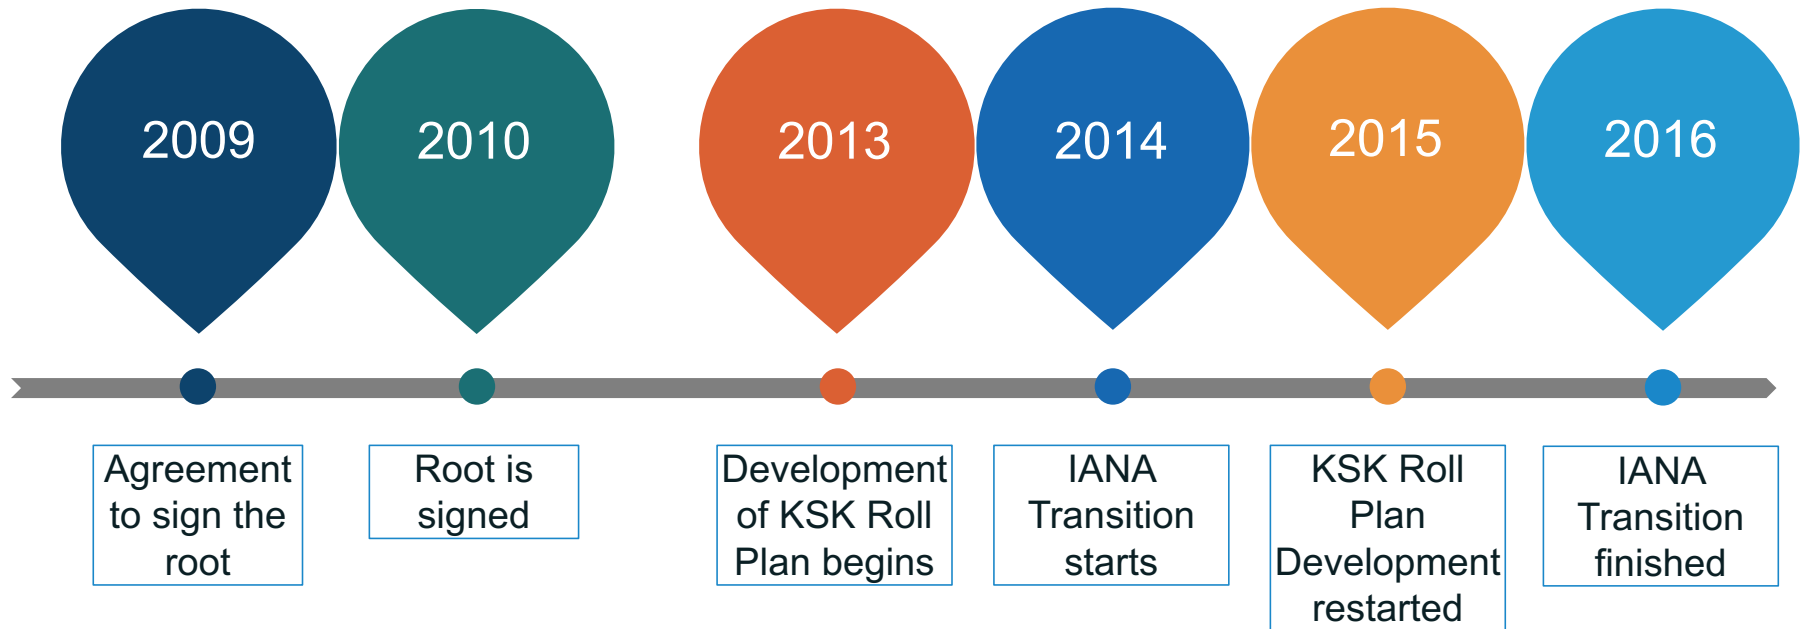 2009
2010
2013
2014
2015
2016
Agreement
to sign the
root
Root is
signed
Development
of KSK Roll
Plan begins
IANA
Transition
starts
KSK Roll
Plan
Development
restarted
IANA
Transition
finished